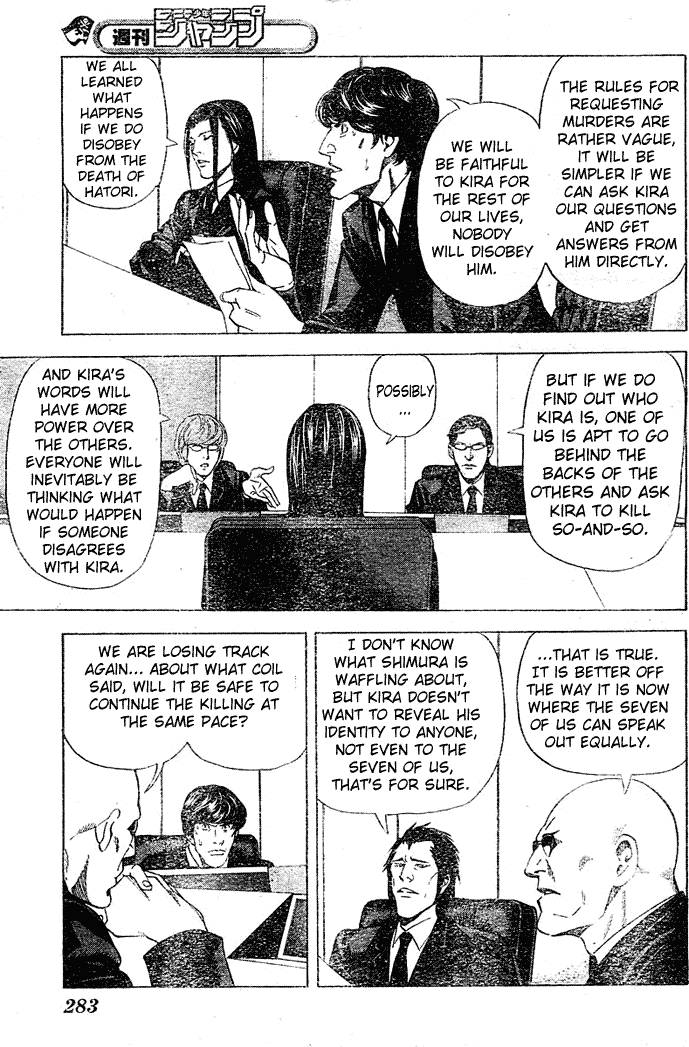 週刊
少年
ジャンプ
THE RULES FOR
REQUESTING
MURDERS ARE
RATHER VAGUE,
IT WILL BE
SIMPLER IF WE
CAN ASK KIRA
OUR QUESTIONS
AND GET
ANSWERS FROM
HIM DIRECTLY.
WE WILL
BE FAITHFUL
TO KIRA FOR
THE REST OF
OUR LIVES,
NOBODY
WILL DISOBEY
HIM.
WE ALL
LEARNED
WHAT
HAPPENS
IF WE DO
DISOBEY
FROM THE
DEATH OF
HATORI.
BUT IF WE DO
FIND OUT WHO
KIRA IS, ONE OF
US IS APT TO GO
BEHIND THE
BACKS OF THE
OTHERS AND ASK
KIRA TO KILL
SO-AND-SO.
POSSIBLY
...
AND KIRA'S
WORDS WILL
HAVE MORE
POWER OVER
THE OTHERS.
EVERYONE WILL
INEVITABLY BE
THINKING WHAT
WOULD HAPPEN
IF SOMEONE
DISAGREES
WITH KIRA.
...THAT IS TRUE.
IT IS BETTER OFF
THE WAY IT IS NOW
WHERE THE SEVEN
OF US CAN SPEAK
OUT EQUALLY.
I DON'T KNOW
WHAT SHIMURA IS
WAFFLING ABOUT,
BUT KIRA DOESN'T
WANT TO REVEAL HIS
IDENTITY TO ANYONE,
NOT EVEN TO THE
SEVEN OF US,
THAT'S FOR SURE.
WE ARE LOSING TRACK
AGAIN... ABOUT WHAT COIL
SAID, WILL IT BE SAFE TO
CONTINUE THE KILLING AT
THE SAME PACE?
283